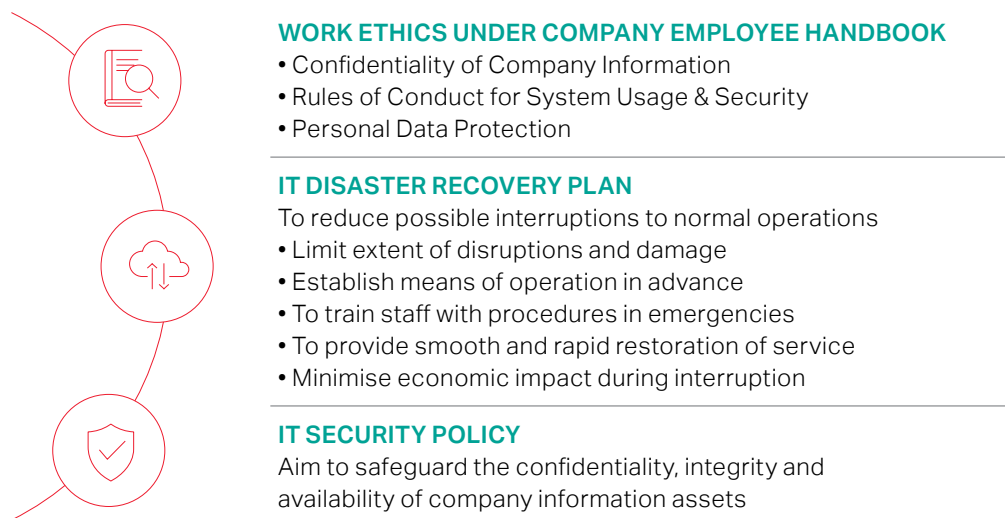 WORK ETHICS UNDER COMPANY EMPLOYEE HANDBOOK
• Confidentiality of Company Information
• Rules of Conduct for System Usage & Security
• Personal Data Protection
IT DISASTER RECOVERY PLAN
To reduce possible interruptions to normal operations
• Limit extent of disruptions and damage
• Establish means of operation in advance
• To train staff with procedures in emergencies
• To provide smooth and rapid restoration of service
• Minimise economic impact during interruption
IT SECURITY POLICY
Aim to safeguard the confidentiality, integrity and
availability of company information assets